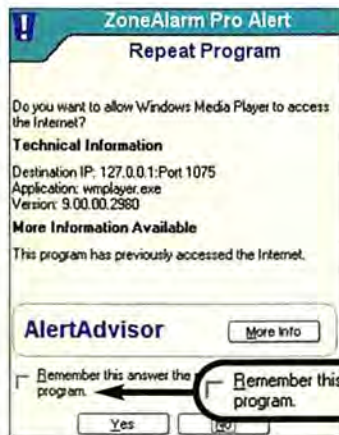 ZoneAlarm Pro Alert
Repeat Program
Do you want to allow Windows Media Player to access
the Internet?
Technical Information
Destination IP: 127.0.0.1:Port 1075
Application: wmplayer.exe
Version: 9.00.00.2980
More Information Available
This program has previously accessed the Internet.
AlertAdvisor
More Info
Remember this answer the
program.
Remember this
program.
Yes
No